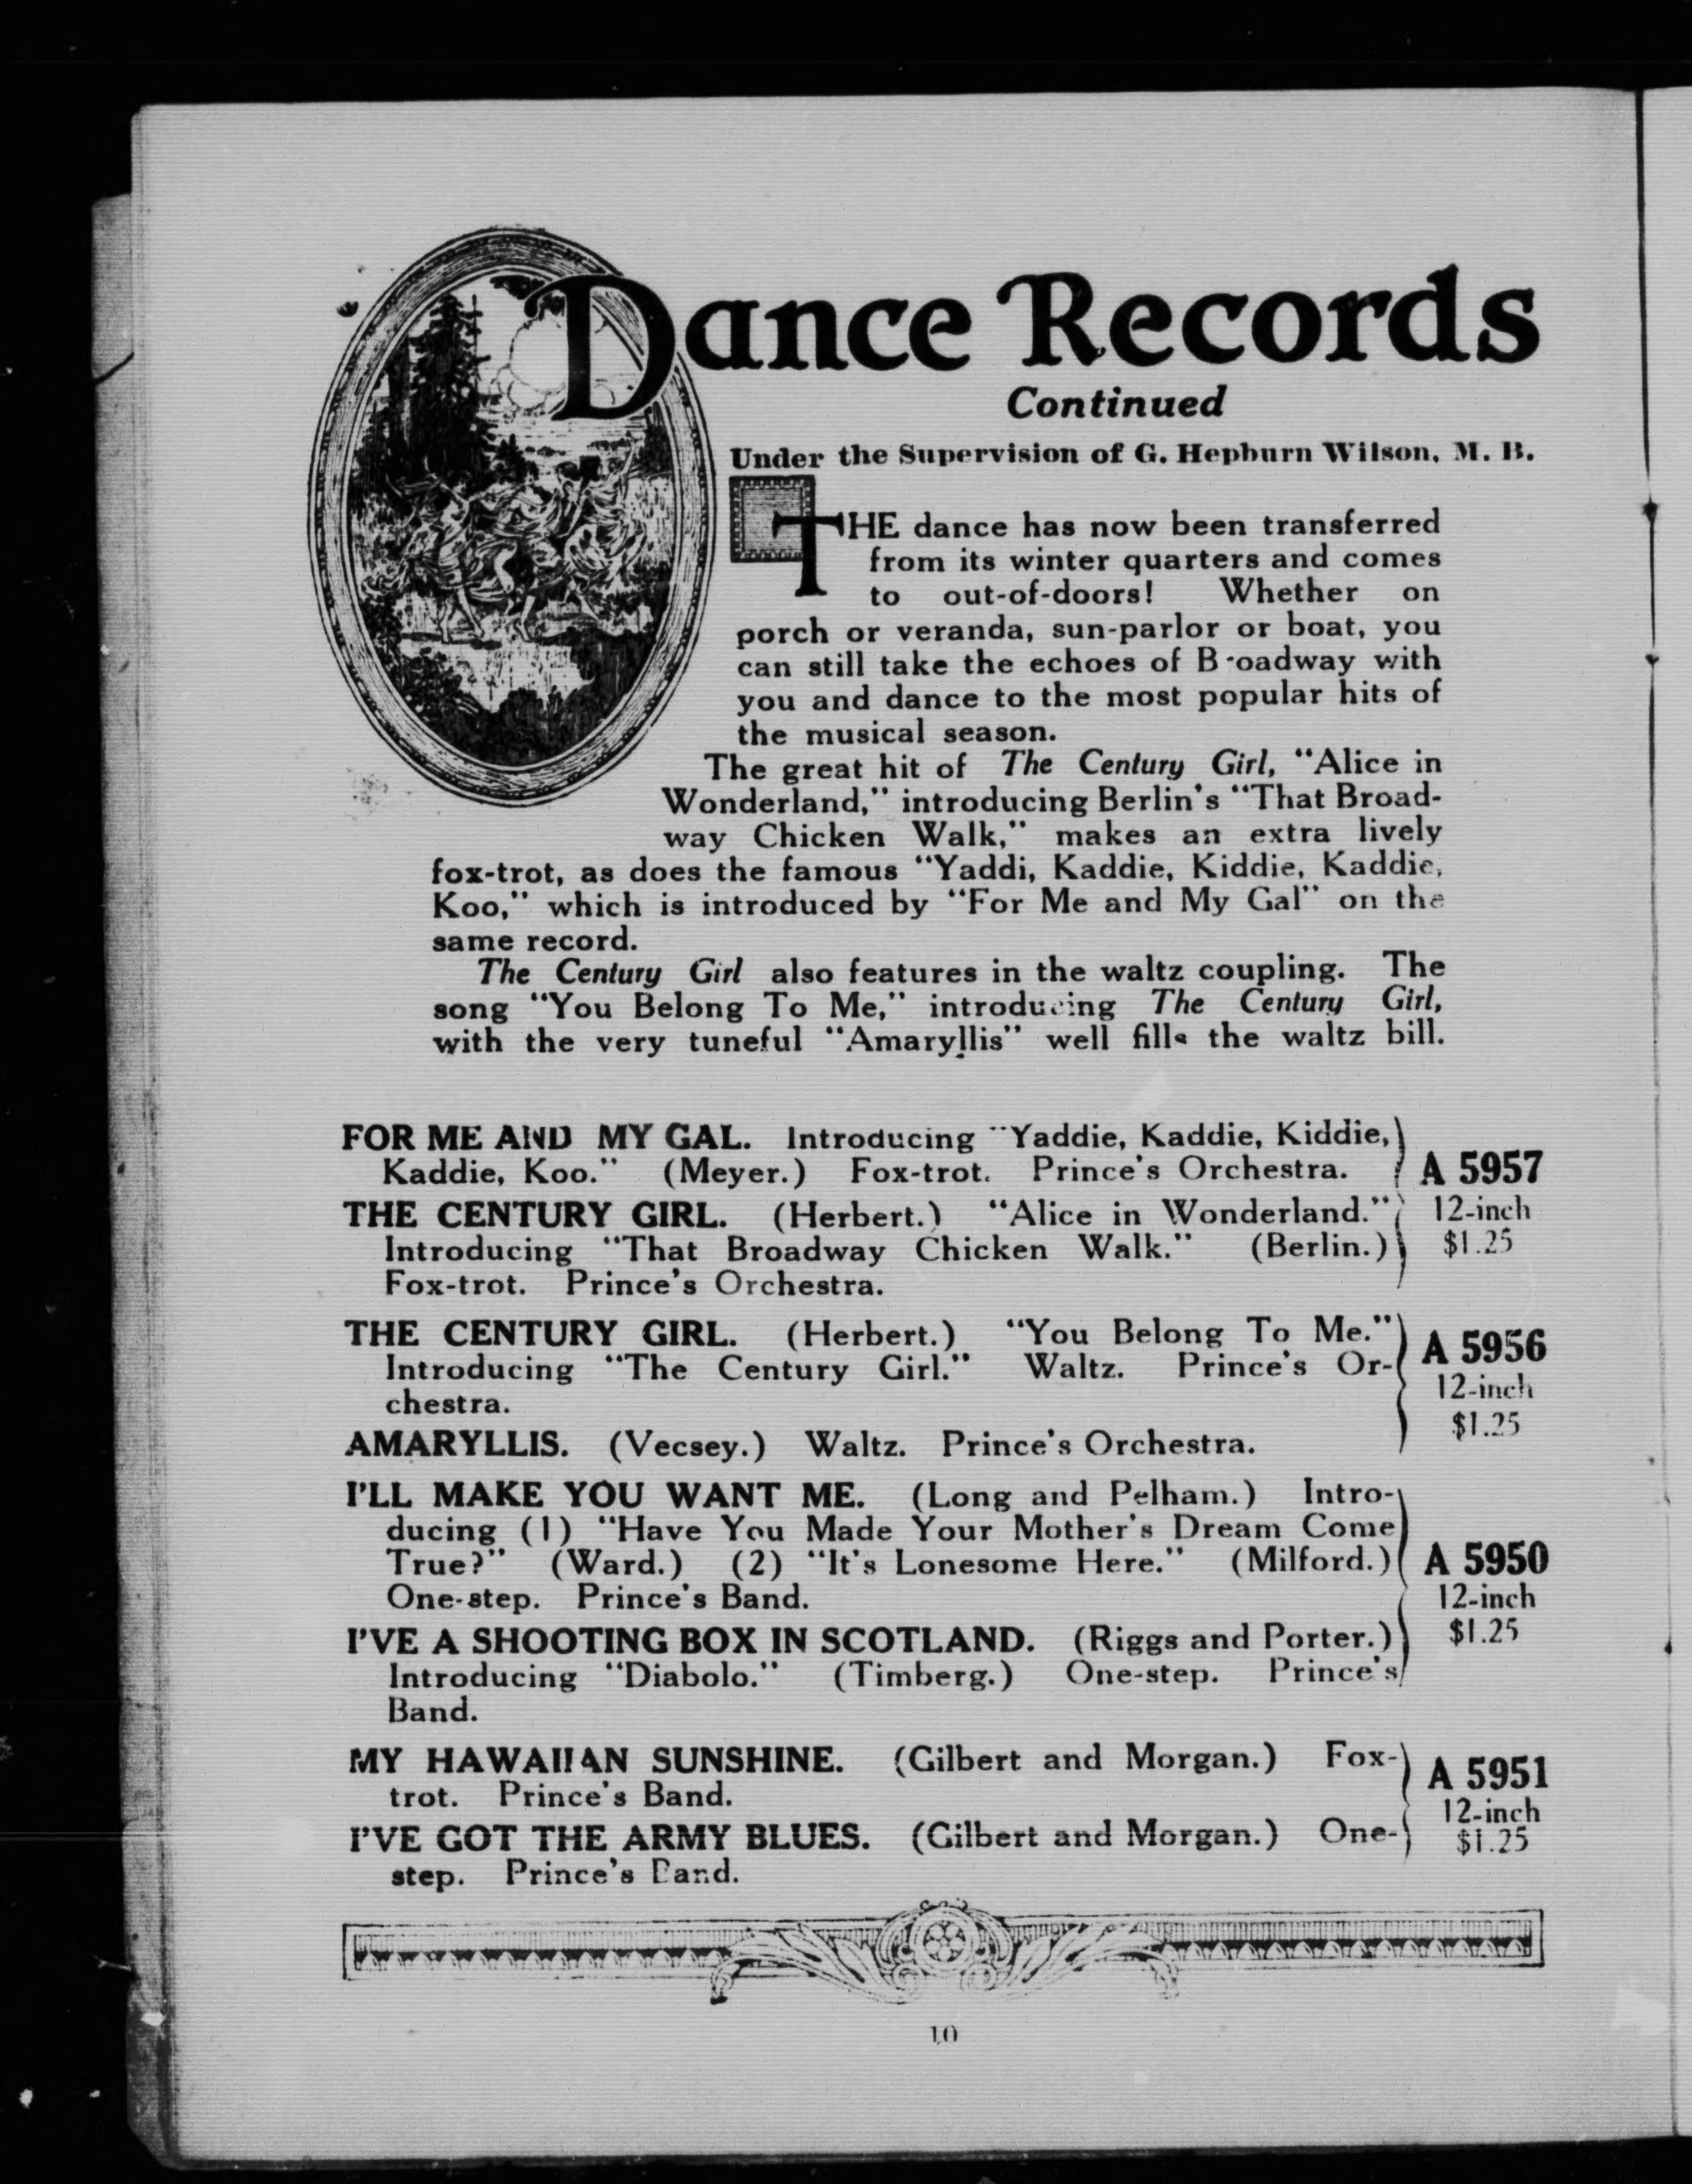 Dance Records
Continued
Under the Supervision of G. Hepburn Wilson, M. B.
THE dance has now been transferred
from its winter quarters and comes
to out-of-doors! Whether on
porch or veranda, sun-parlor or boat, you
can still take the echoes of Broadway with
you and dance to the most popular hits of
the musical season.
The great hit of The Century Girl, "Alice in
Wonderland," introducing Berlin's "That Broad-
way Chicken Walk," makes an extra lively
fox-trot, as does the famous "Yaddi, Kaddie, Kiddie, Kaddie,
Koo," which is introduced by "For Me and My Gal" on the
same record.
The Century Girl also features in the waltz coupling. The
song "You Belong To Me," introducing The Century Girl,
with the very tuneful "Amaryllis" well fills the waltz bill.
FOR ME AND MY GAL. Introducing "Yaddie, Kaddie, Kiddie,
Kaddie, Koo." (Meyer.) Fox-trot. Prince's Orchestra.
THE CENTURY GIRL. (Herbert.) "Alice in Wonderland."
Introducing "That Broadway Chicken Walk." (Berlin.)
Fox-trot. Prince's Orchestra.
A 5957
12-inch
$1.25
THE CENTURY GIRL. (Herbert.) "You Belong To Me."
Introducing "The Century Girl." Waltz. Prince's Or-
chestra.
AMARYLLIS. (Vecsey.) Waltz. Prince's Orchestra.
A 5956
12-inch
$1.25
I'LL MAKE YOU WANT ME. (Long and Pelham.) Intro-
ducing (1) "Have You Made Your Mother's Dream Come
True?" (Ward.) (2) "It's Lonesome Here." (Milford.)
One-step. Prince's Band.
I'VE A SHOOTING BOX IN SCOTLAND. (Riggs and Porter.)
Introducing "Diabolo." (Timberg.) One-step. Prince's
Band.
A 5950
12-inch
$1.25
MY HAWAIIAN SUNSHINE. (Gilbert and Morgan.) Fox-
trot. Prince's Band.
I'VE GOT THE ARMY BLUES. (Gilbert and Morgan.) One-
step. Prince's Band.
A 5951
12-inch
$1.25
10